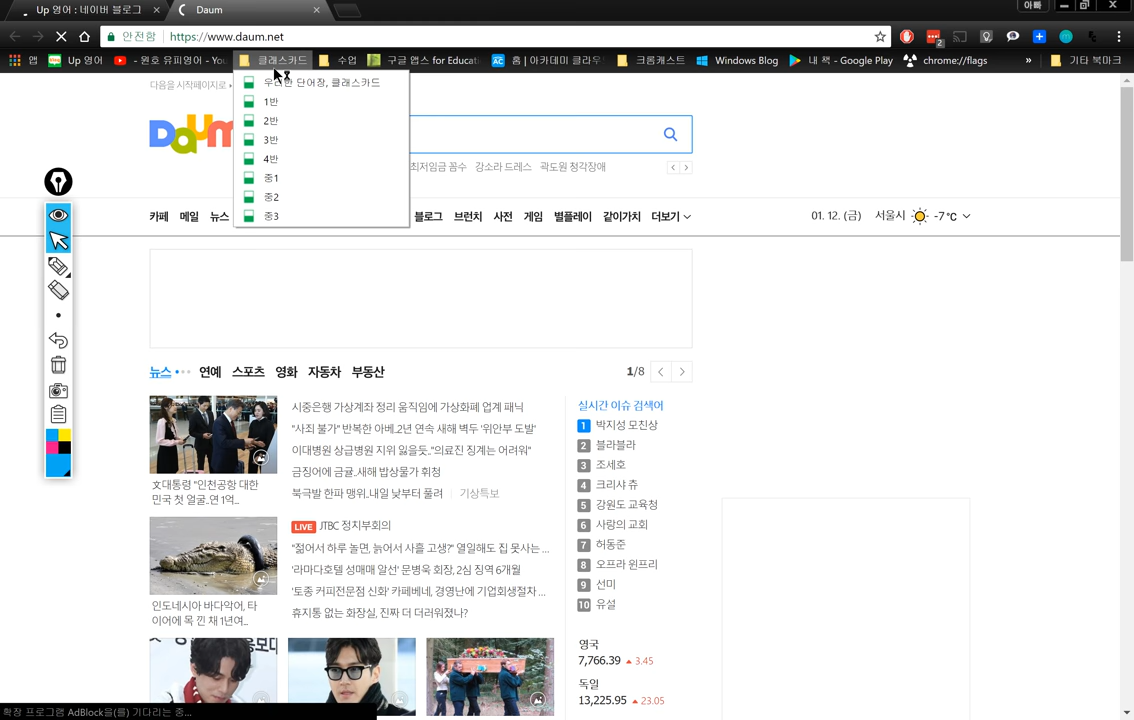 Up 영어 : 네이버 블로그
Daum
아빠
안전함 https://www.daum.net
2
앱 Up 영어 - 원호 유피영어 - You 클래스카드 수업 구글 앱스 for Educati AC 홈 | 아카데미 클라우 크롬캐스트 Windows Blog 내 책 - Google Play chrome://flags » 기타 북마크
다음을 시작페이지로
단어장, 클래스카드
1반
2반
3반
4반
중1
중2
중3
Daum
최저임금 꼼수 강소라 드레스 곽도원 청각장애
카페 메일 뉴스 블로그 브런치 사전 게임 별플레이 같이가치 더보기
01. 12. (금) 서울시 -7℃
뉴스 연예 스포츠 영화 자동차 부동산
1/8
시중은행 가상계좌 정리 움직임에 가상화폐 업계 패닉
"사죄 불가" 반복한 아베..2년 연속 새해 벽두 '위안부 도발'
이대병원 상급병원 지위 잃을듯.."의료진 징계는 어려워"
금징어에 금귤..새해 밥상물가 휘청
북극발 한파 맹위..내일 낮부터 풀려 기상특보
文대통령 "인천공항 대한
민국 첫 얼굴..연 1억...
LIVE JTBC 정치부회의
"젊어서 하루 놀면, 늙어서 사흘 고생?" 열일해도 집 못사는 ...
'라마다호텔 성매매 알선' 문병욱 회장, 2심 징역 6개월
'토종 커피전문점 신화' 카페베네, 경영난에 기업회생절차 ...
휴지통 없는 화장실, 진짜 더 더러워졌나?
인도네시아 바다악어, 타
이어에 목 낀 채 1년여...
실시간 이슈 검색어
1 박지성 모친상
2 블라블라
3 조세호
4 크리샤 츄
5 강원도 교육청
6 사랑의 교회
7 허동준
8 오프라 윈프리
9 선미
10 유설
영국
7,766.39 ▲ 3.45
독일
13,225.95 ▲ 23.05
확장 프로그램 AdBlock을(를) 기다리는 중...